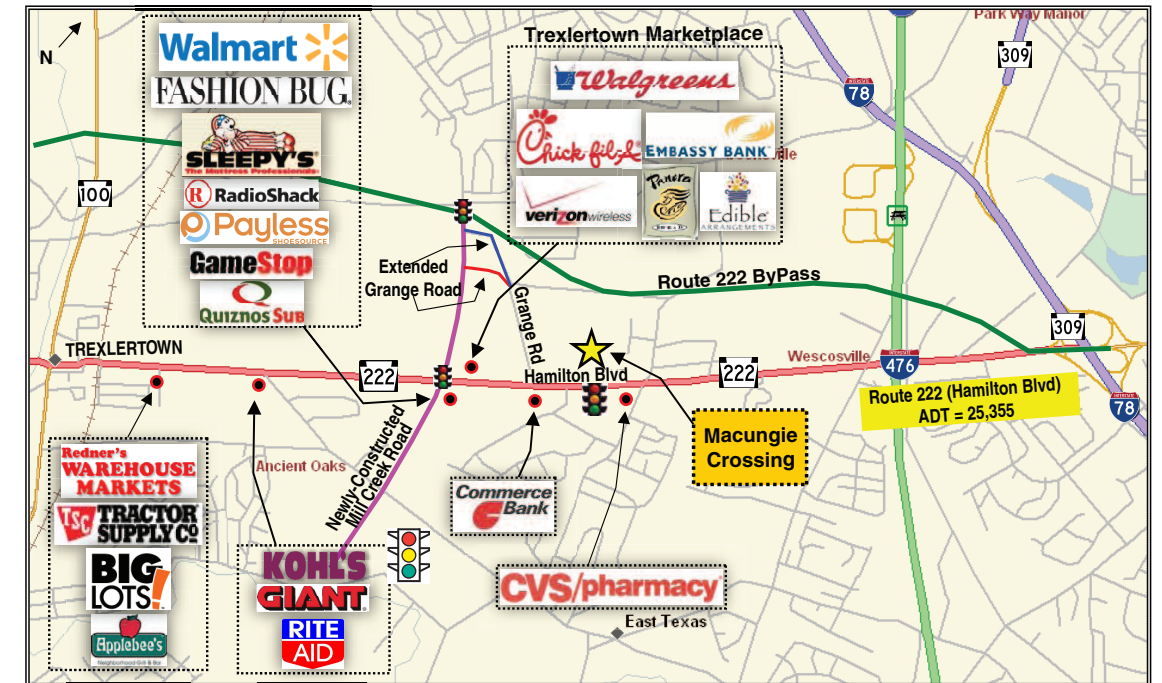 Park Way Manor
N
309
78
100
Walmart
FASHION BUG.
SLEEPY'S
The Mattress Professionals
R RadioShack
Payless
SHOESOURCE
GameStop
QUIZNOS SUB
Trexlertown Marketplace
Walgreens
Chick-fil-A
EMBASSY BANK
verizon wireless
Panera
BREAD
Edible
ARRANGEMENTS
Extended
Grange Road
Grange Rd
Route 222 ByPass
309
TREXLERTOWN
222
Hamilton Blvd
222
Wescosville
476
78
Route 222 (Hamilton Blvd)
ADT = 25,355
Macungie
Crossing
Newly-Constructed
Mill Creek Road
Ancient Oaks
Redner's
WAREHOUSE
MARKETS
TSC TRACTOR
SUPPLY CO
BIG
LOTS!
Applebee's
Neighborhood Grill & Bar
KOHL'S
GIANT
RITE
AID
Commerce
Bank
CVS/pharmacy
East Texas